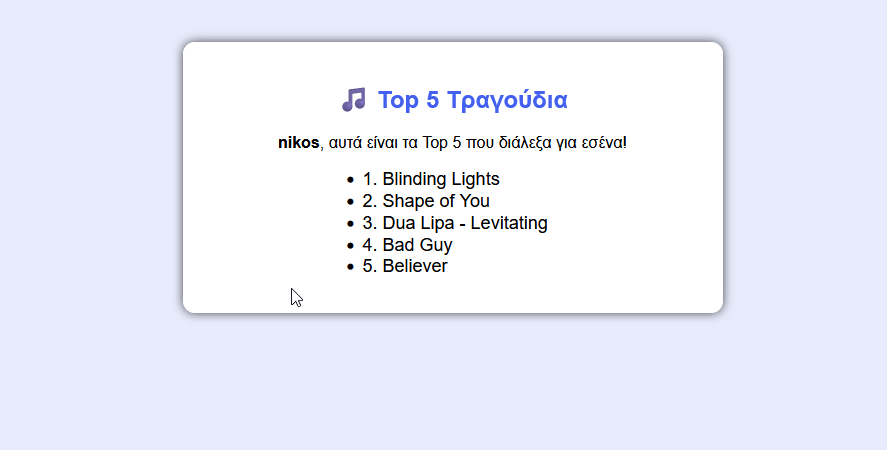 🎵 Top 5 Τραγούδια
nikos, αυτά είναι τα Top 5 που διάλεξα για εσένα!
• 1. Blinding Lights
• 2. Shape of You
• 3. Dua Lipa - Levitating
• 4. Bad Guy
• 5. Believer